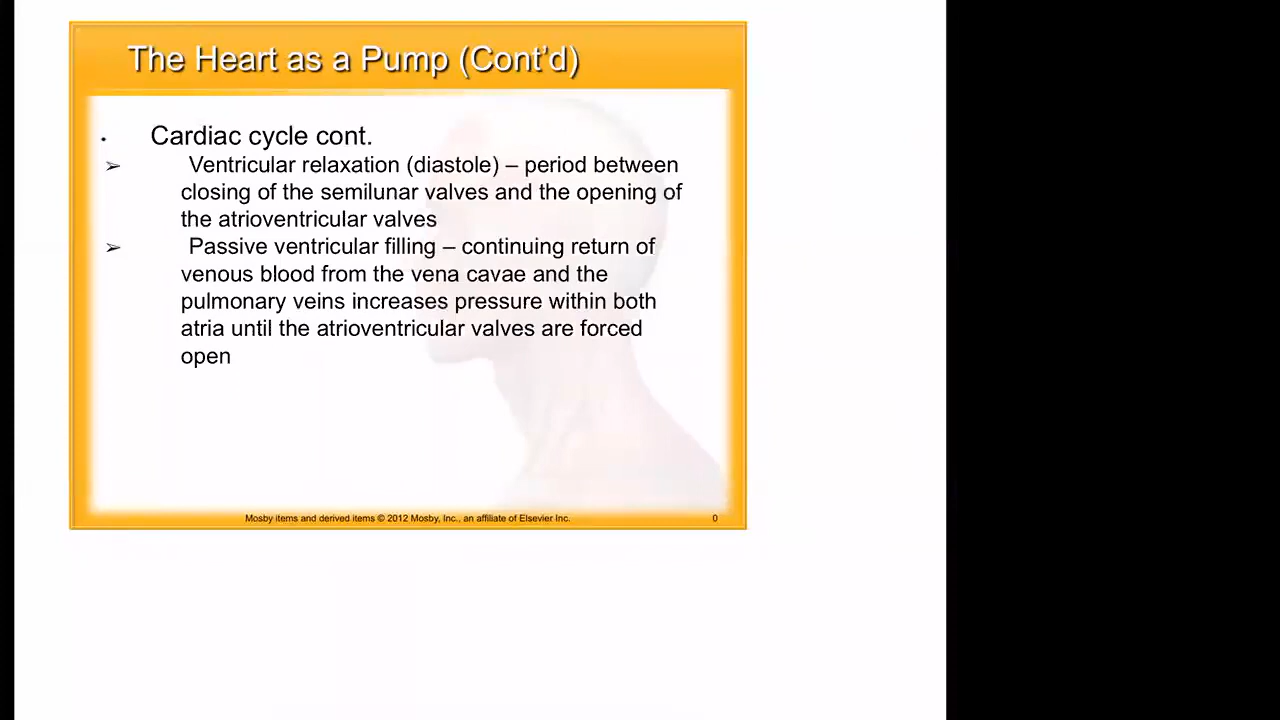 The Heart as a Pump (Cont’d)
• Cardiac cycle cont.
➢ Ventricular relaxation (diastole) – period between
closing of the semilunar valves and the opening of
the atrioventricular valves
➢ Passive ventricular filling – continuing return of
venous blood from the vena cavae and the
pulmonary veins increases pressure within both
atria until the atrioventricular valves are forced
open
Mosby items and derived items © 2012 Mosby, Inc., an affiliate of Elsevier Inc. 0